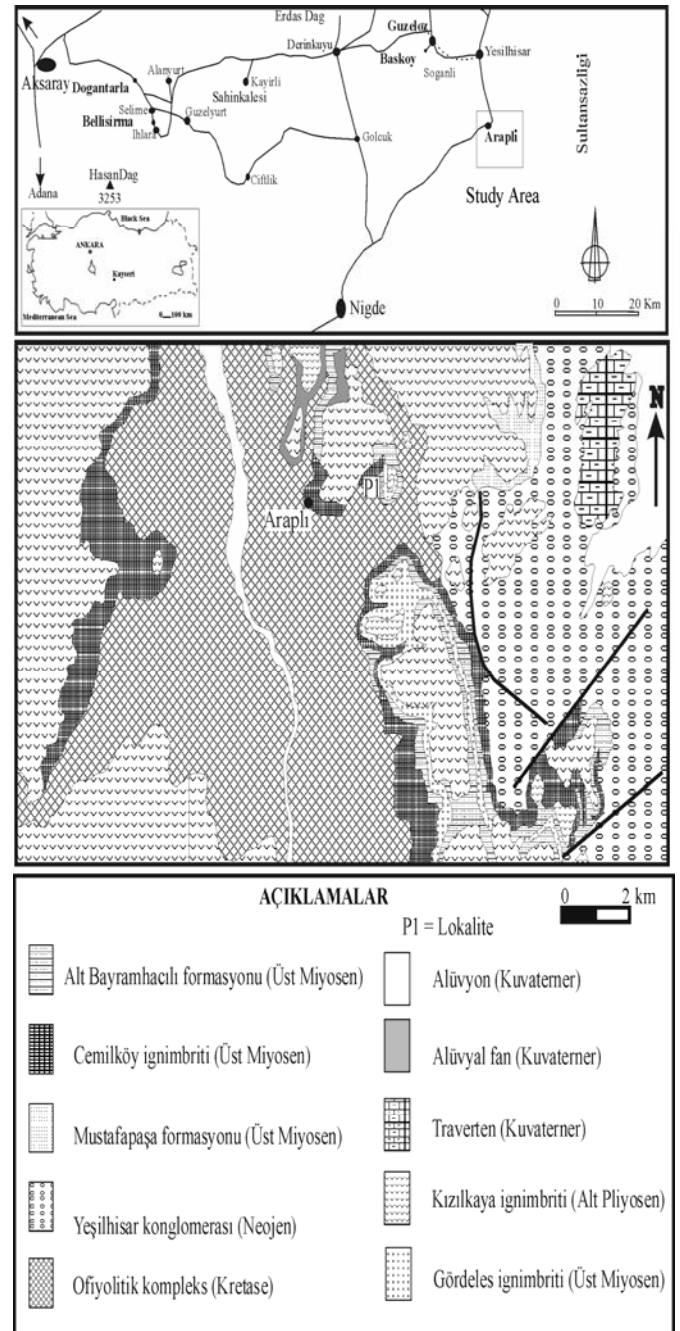 Erdas Dag
Guzeloz
Derinkuyu
Baskoy
Yesilhisar
Soganli
Aksaray
Alanyurt
Kayirli
Dogantarla
Sahinkalesi
Selime
Guzelyurt
Bellisirma
Ihlara
Golcuk
Arapli
Sultansazligi
HasanDag
3253
Ciftlik
Adana
Study Area
Black Sea
ANKARA
Kayseri
Mediterranean Sea
0 100 km
Nigde
0 10 20 Km
N
P1
Araplı
AÇIKLAMALAR
0 2 km
P1 = Lokalite
Alt Bayramhacılı formasyonu (Üst Miyosen)
Cemilköy ignimbriti (Üst Miyosen)
Mustafapaşa formasyonu (Üst Miyosen)
Yeşilhisar konglomerası (Neojen)
Ofiyolitik kompleks (Kretase)
Alüvyon (Kuvaterner)
Alüvyal fan (Kuvaterner)
Traverten (Kuvaterner)
Kızılkaya ignimbriti (Alt Pliyosen)
Gördeles ignimbriti (Üst Miyosen)